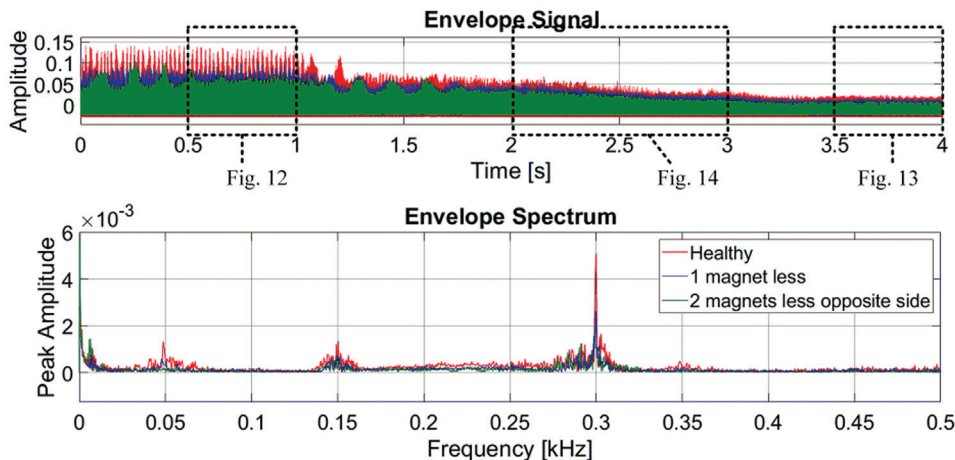 Envelope Signal
0.15
0.1
0.05
0
Amplitude
0 0.5 1 1.5 2 2.5 3 3.5 4
Time [s]
Fig. 12
Fig. 14
Fig. 13
Envelope Spectrum
×10⁻³
6
4
2
0
Peak Amplitude
Healthy
1 magnet less
2 magnets less opposite side
0 0.05 0.1 0.15 0.2 0.25 0.3 0.35 0.4 0.45 0.5
Frequency [kHz]